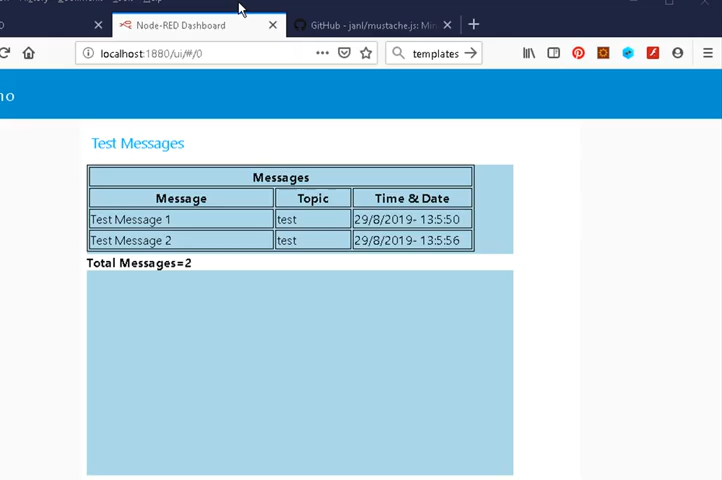 Node-RED Dashboard
GitHub - janl/mustache.js: Min
localhost:1880/ui/#/0
templates
no
Test Messages
Messages
Message Topic Time & Date
Test Message 1 test 29/8/2019- 13:5:50
Test Message 2 test 29/8/2019- 13:5:56
Total Messages=2